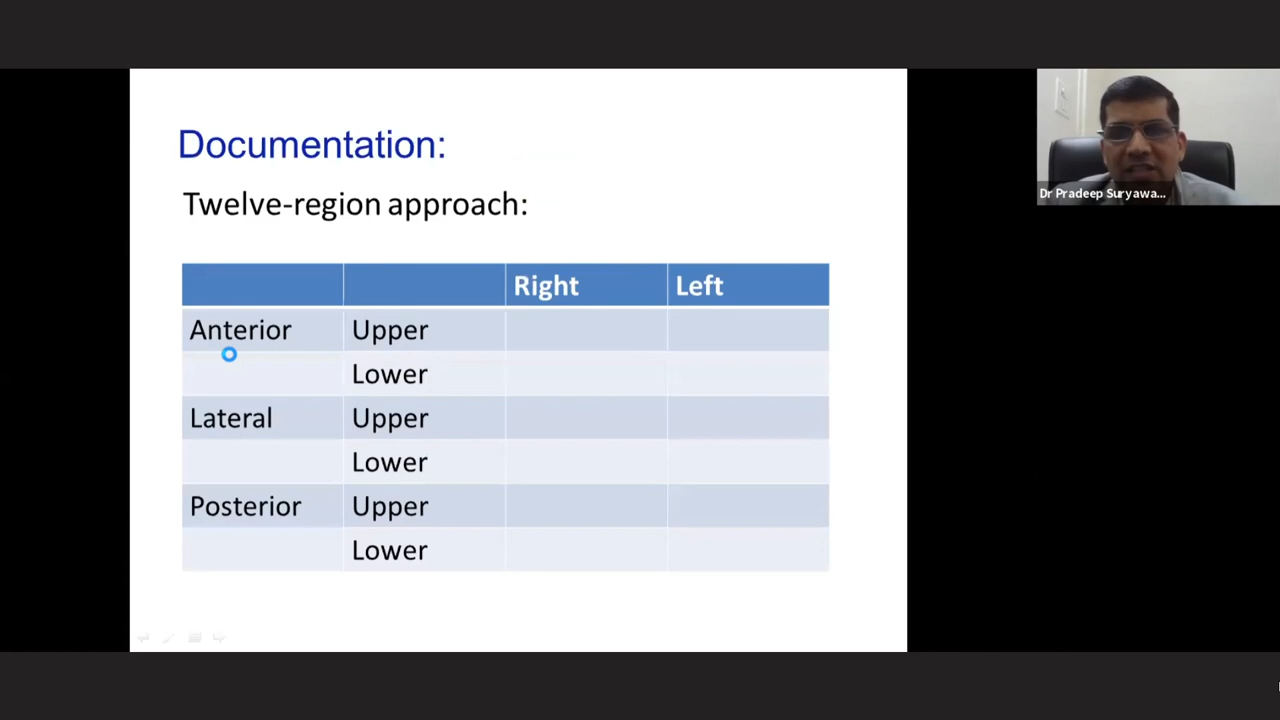 Documentation:
Twelve-region approach:
Right Left
Anterior Upper
Lower
Lateral Upper
Lower
Posterior Upper
Lower
Dr Pradeep Suryawa...